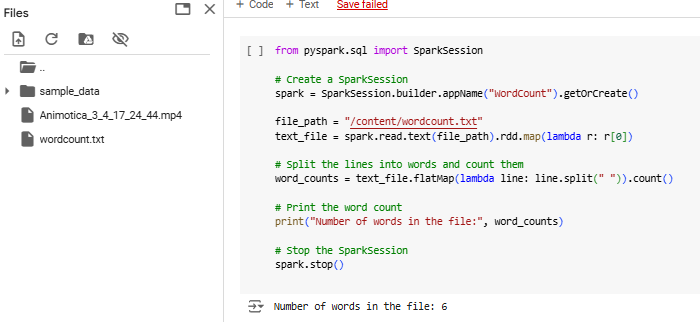 Files
+ Code + Text Save failed
..
sample_data
Animotica_3_4_17_24_44.mp4
wordcount.txt
[ ] from pyspark.sql import SparkSession
# Create a SparkSession
spark = SparkSession.builder.appName("WordCount").getOrCreate()
file_path = "/content/wordcount.txt"
text_file = spark.read.text(file_path).rdd.map(lambda r: r[0])
# Split the lines into words and count them
word_counts = text_file.flatMap(lambda line: line.split(" ")).count()
# Print the word count
print("Number of words in the file:", word_counts)
# Stop the SparkSession
spark.stop()
Number of words in the file: 6